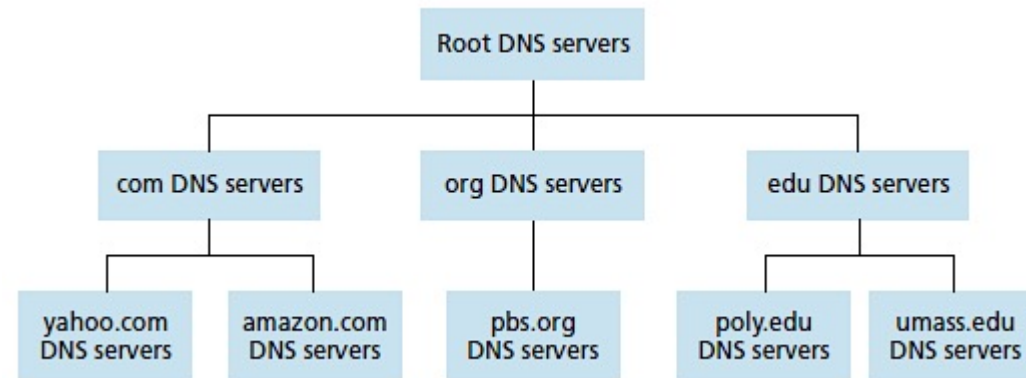 Root DNS servers
com DNS servers
org DNS servers
edu DNS servers
yahoo.com
DNS servers
amazon.com
DNS servers
pbs.org
DNS servers
poly.edu
DNS servers
umass.edu
DNS servers